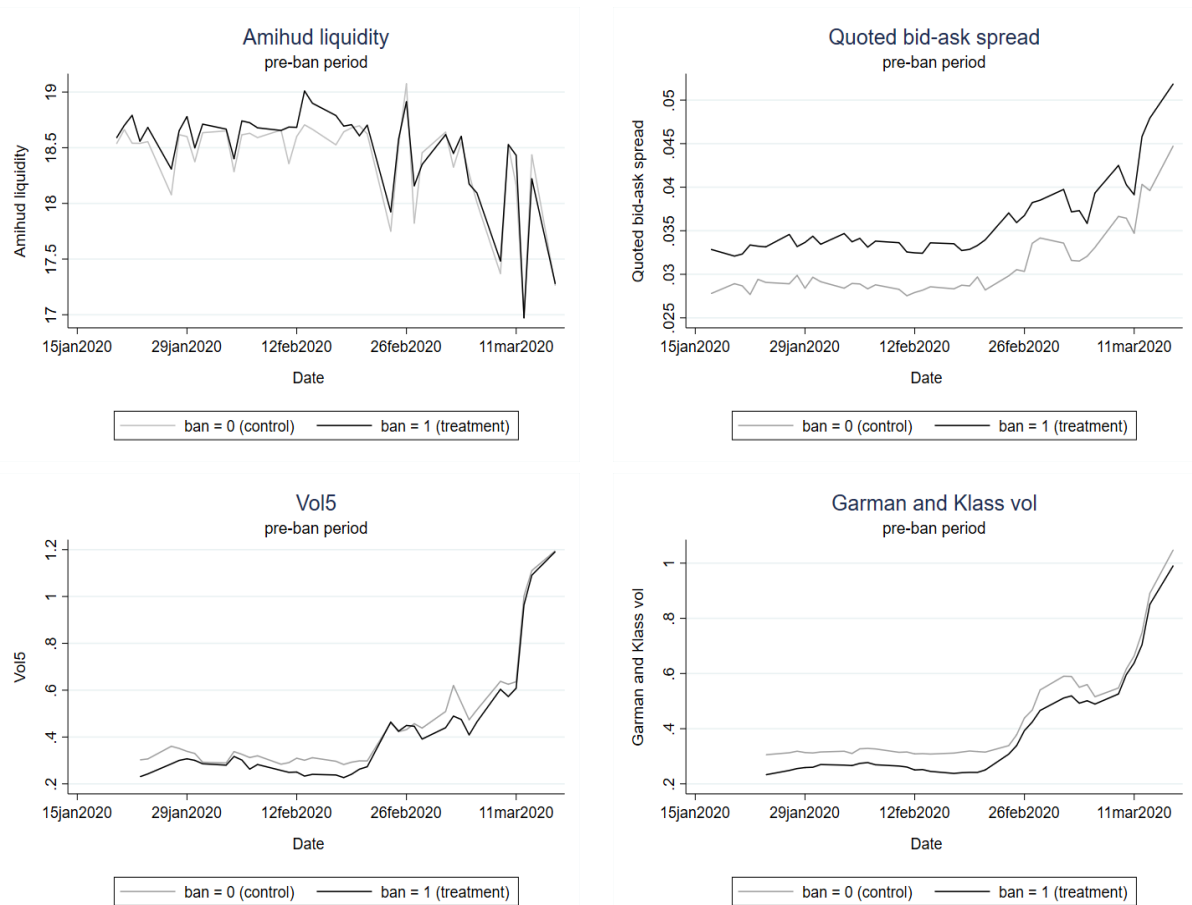 Amihud liquidity
pre-ban period
Amihud liquidity
19
18.5
18
17.5
17
15jan2020 29jan2020 12feb2020 26feb2020 11mar2020
Date
ban = 0 (control) ban = 1 (treatment)
Quoted bid-ask spread
pre-ban period
Quoted bid-ask spread
.05
.045
.04
.035
.03
.025
15jan2020 29jan2020 12feb2020 26feb2020 11mar2020
Date
ban = 0 (control) ban = 1 (treatment)
Vol5
pre-ban period
Vol5
1.2
1
.8
.6
.4
.2
15jan2020 29jan2020 12feb2020 26feb2020 11mar2020
Date
ban = 0 (control) ban = 1 (treatment)
Garman and Klass vol
pre-ban period
Garman and Klass vol
1
.8
.6
.4
.2
15jan2020 29jan2020 12feb2020 26feb2020 11mar2020
Date
ban = 0 (control) ban = 1 (treatment)